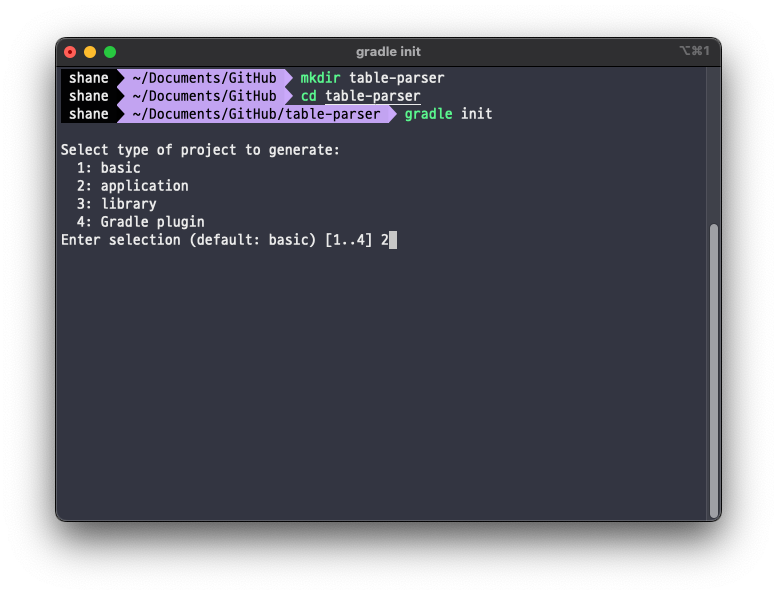 gradle init
⌥⌘1
shane ~/Documents/GitHub mkdir table-parser
shane ~/Documents/GitHub cd table-parser
shane ~/Documents/GitHub/table-parser gradle init
Select type of project to generate:
1: basic
2: application
3: library
4: Gradle plugin
Enter selection (default: basic) [1..4] 2